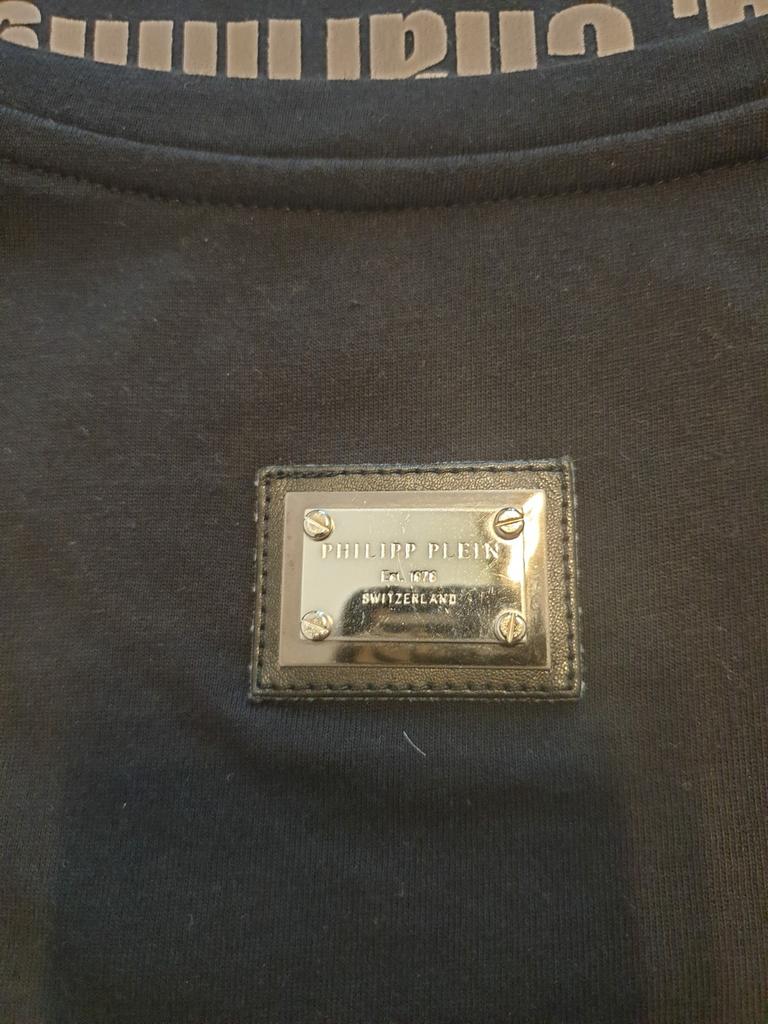 PHILIPP PLEIN
Est. 1978
SWITZERLAND